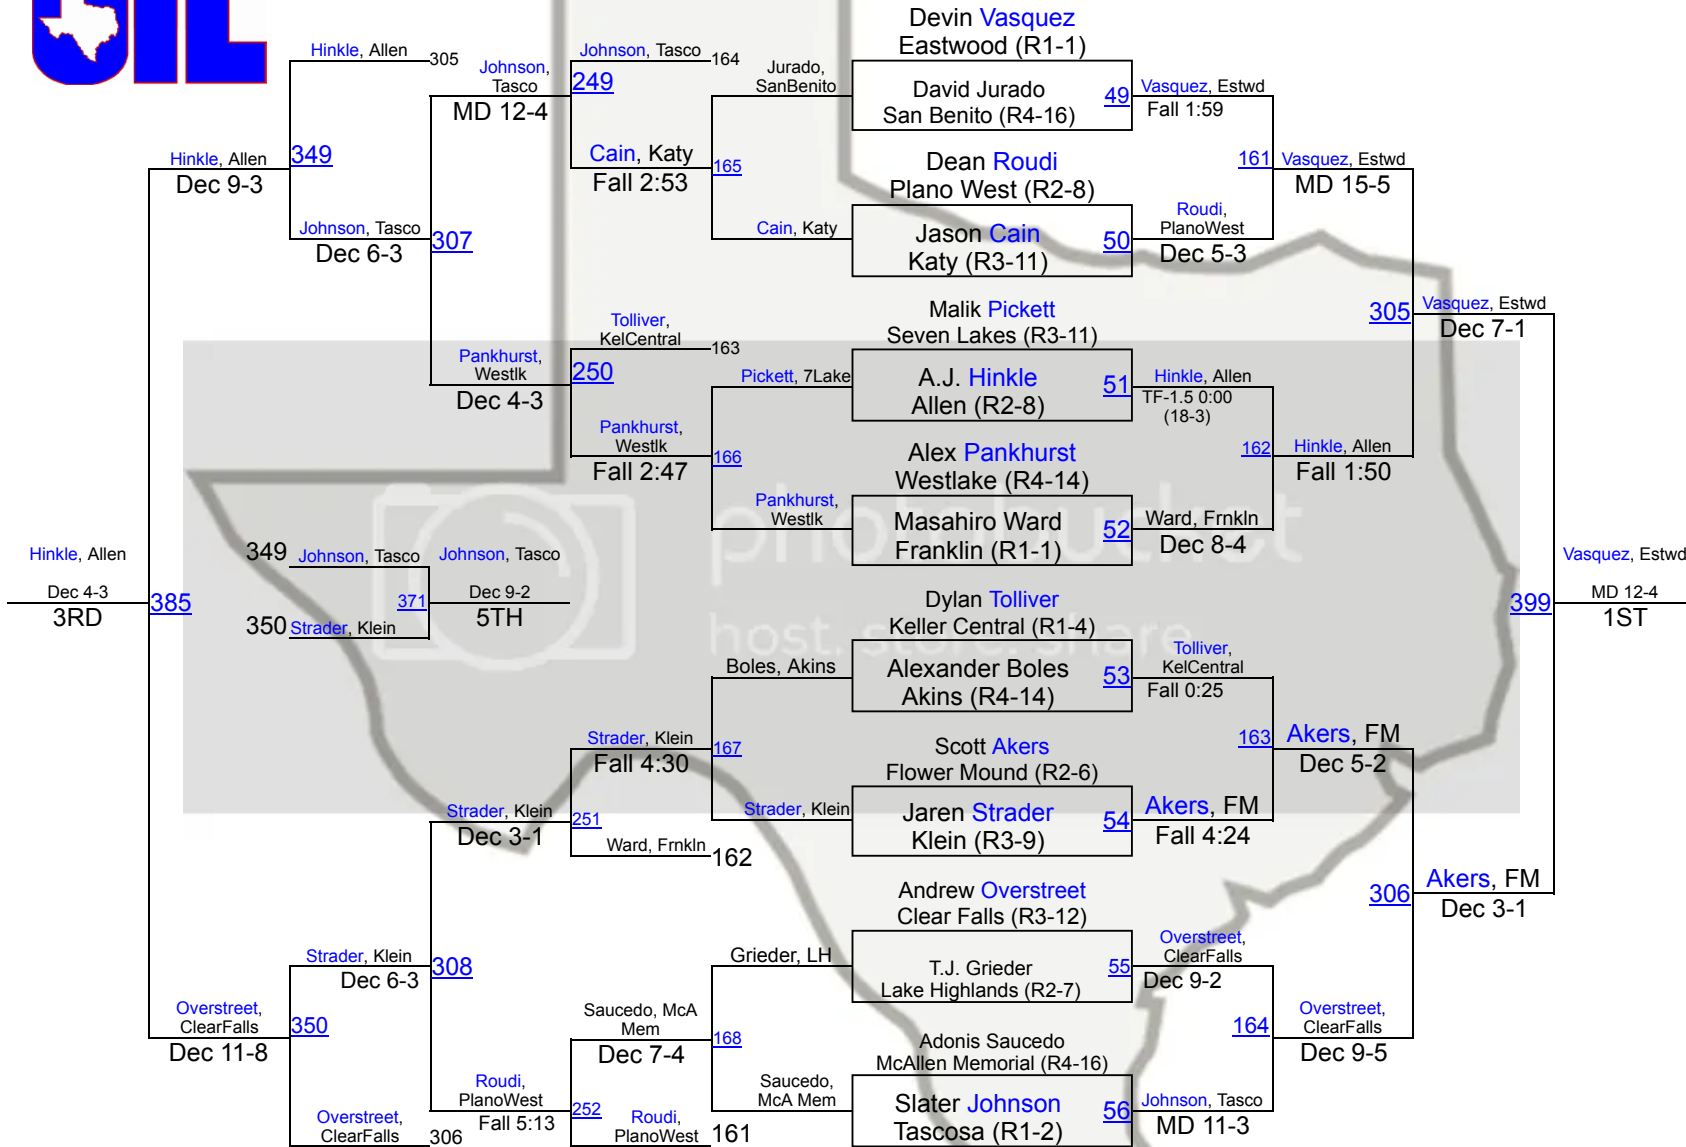 UIL
Hinkle, Allen
305
Johnson,
Tasco
MD 12-4
Johnson, Tasco
164
249
Cain, Katy
Fall 2:53
165
Jurado,
SanBenito
Cain, Katy
Hinkle, Allen
Dec 9-3
349
Johnson, Tasco
Dec 6-3
307
Tolliver,
KelCentral
163
Pankhurst,
Westlk
Dec 4-3
250
Pankhurst,
Westlk
Fall 2:47
166
Pickett, 7Lake
Pankhurst,
Westlk
Hinkle, Allen
Dec 4-3
3RD
385
349
Johnson, Tasco
350
Strader, Klein
371
Johnson, Tasco
Dec 9-2
5TH
Boles, Akins
Strader, Klein
Fall 4:30
167
Strader, Klein
Strader, Klein
Dec 3-1
251
Ward, Frnkln
162
Strader, Klein
Dec 6-3
308
Grieder, LH
Overstreet,
ClearFalls
Dec 11-8
350
Saucedo, McA
Mem
Dec 7-4
168
Saucedo,
McA Mem
Roudi,
PlanoWest
Fall 5:13
252
Roudi,
PlanoWest
161
Overstreet,
ClearFalls
306
Devin Vasquez
Eastwood (R1-1)
David Jurado
San Benito (R4-16)
49
Dean Roudi
Plano West (R2-8)
Jason Cain
Katy (R3-11)
50
Malik Pickett
Seven Lakes (R3-11)
A.J. Hinkle
Allen (R2-8)
51
Alex Pankhurst
Westlake (R4-14)
Masahiro Ward
Franklin (R1-1)
52
photobucket
host. store. share
Dylan Tolliver
Keller Central (R1-4)
Alexander Boles
Akins (R4-14)
53
Scott Akers
Flower Mound (R2-6)
Jaren Strader
Klein (R3-9)
54
Andrew Overstreet
Clear Falls (R3-12)
T.J. Grieder
Lake Highlands (R2-7)
55
Adonis Saucedo
McAllen Memorial (R4-16)
Slater Johnson
Tascosa (R1-2)
56
Vasquez, Estwd
Fall 1:59
161
Vasquez, Estwd
MD 15-5
Roudi,
PlanoWest
Dec 5-3
305
Vasquez, Estwd
Dec 7-1
Hinkle, Allen
TF-1.5 0:00
(18-3)
162
Hinkle, Allen
Fall 1:50
Ward, Frnkln
Dec 8-4
399
Vasquez, Estwd
MD 12-4
1ST
Tolliver,
KelCentral
Fall 0:25
163
Akers, FM
Dec 5-2
Akers, FM
Fall 4:24
306
Akers, FM
Dec 3-1
Overstreet,
ClearFalls
Dec 9-2
164
Overstreet,
ClearFalls
Dec 9-5
Johnson, Tasco
MD 11-3